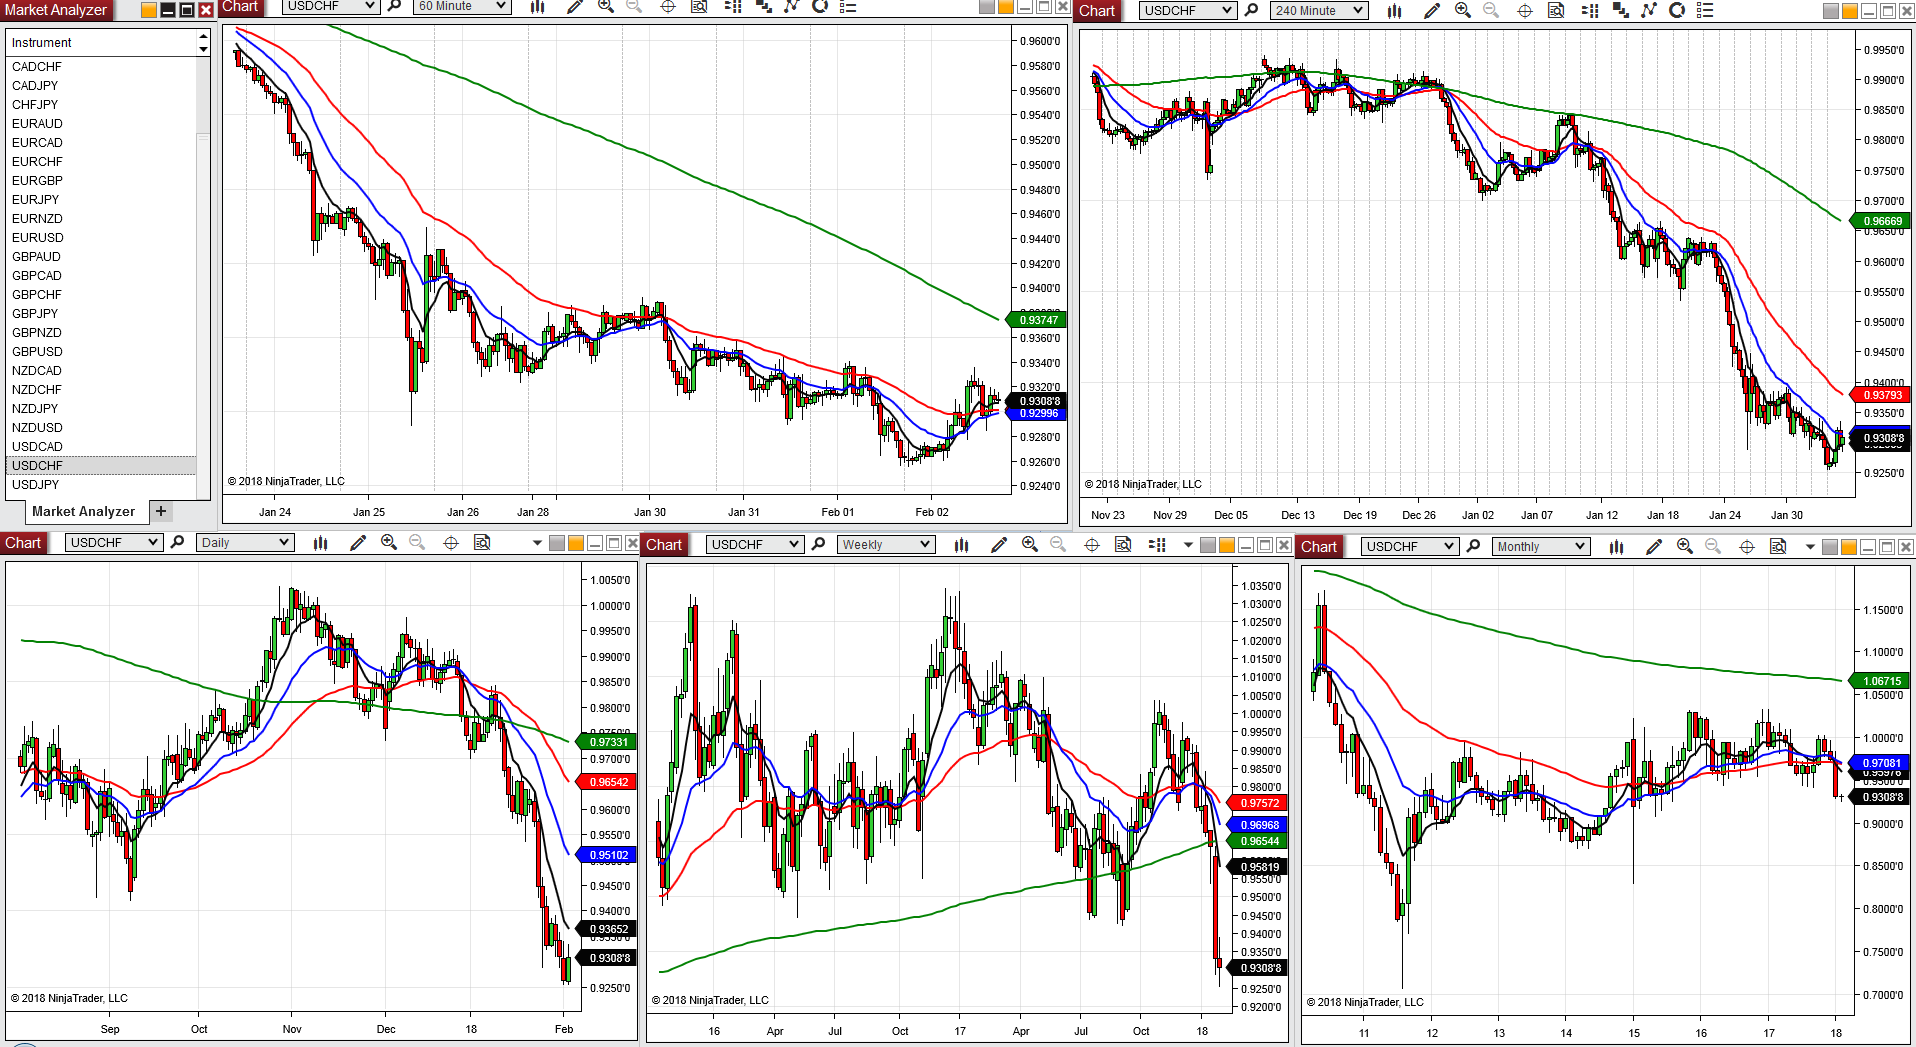 Market Analyzer
Instrument
CADCHF
CADJPY
CHFJPY
EURAUD
EURCAD
EURCHF
EURGBP
EURJPY
EURNZD
EURUSD
GBPAUD
GBPCAD
GBPCHF
GBPJPY
GBPNZD
GBPUSD
NZDCAD
NZDCHF
NZDJPY
NZDUSD
USDCAD
USDCHF
USDJPY
Market Analyzer +
Chart USDCHF 60 Minute
0.9600'0
0.9580'0
0.9560'0
0.9540'0
0.9520'0
0.9500'0
0.9480'0
0.9460'0
0.9440'0
0.9420'0
0.9400'0
0.93747
0.9360'0
0.9340'0
0.9320'0
0.9308'8
0.92996
0.9280'0
0.9260'0
0.9240'0
© 2018 NinjaTrader, LLC
Jan 24 Jan 25 Jan 26 Jan 28 Jan 30 Jan 31 Feb 01 Feb 02
Chart USDCHF 240 Minute
0.9950'0
0.9900'0
0.9850'0
0.9800'0
0.9750'0
0.9700'0
0.96669
0.9650'0
0.9600'0
0.9550'0
0.9500'0
0.9450'0
0.9400'0
0.93793
0.9350'0
0.9308'8
0.9250'0
© 2018 NinjaTrader, LLC
Nov 23 Nov 29 Dec 05 Dec 13 Dec 19 Dec 26 Jan 02 Jan 07 Jan 12 Jan 18 Jan 24 Jan 30
Chart USDCHF Daily
1.0050'0
1.0000'0
0.9950'0
0.9900'0
0.9850'0
0.9800'0
0.97331
0.9700'0
0.96542
0.9600'0
0.9550'0
0.95102
0.9450'0
0.9400'0
0.93652
0.9308'8
0.9250'0
© 2018 NinjaTrader, LLC
Sep Oct Nov Dec 18 Feb
Chart USDCHF Weekly
1.0350'0
1.0300'0
1.0250'0
1.0200'0
1.0150'0
1.0100'0
1.0050'0
1.0000'0
0.9950'0
0.9900'0
0.9850'0
0.9800'0
0.97572
0.96968
0.96544
0.95819
0.9550'0
0.9500'0
0.9450'0
0.9400'0
0.9350'0
0.9308'8
0.9250'0
0.9200'0
© 2018 NinjaTrader, LLC
16 Apr Jul Oct 17 Apr Jul Oct 18
Chart USDCHF Monthly
1.1500'0
1.1000'0
1.06715
1.0500'0
1.0000'0
0.97081
0.9308'8
0.9000'0
0.8500'0
0.8000'0
0.7500'0
0.7000'0
© 2018 NinjaTrader, LLC
11 12 13 14 15 16 17 18